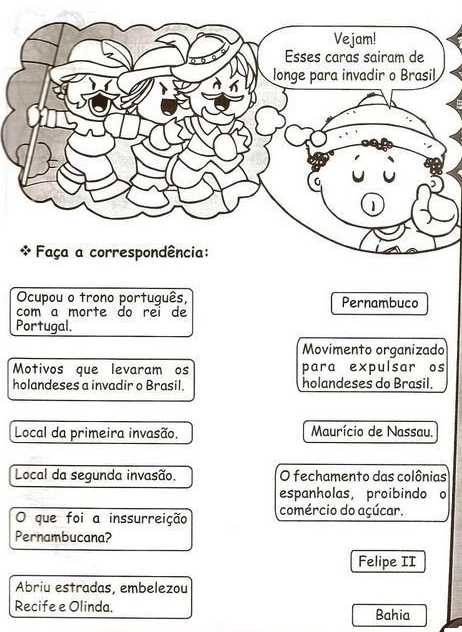 Vejam!
Esses caras sairam de
longe para invadir o Brasil
❖ Faça a correspondência:
Ocupou o trono português,
com a morte do rei de
Portugal.
Motivos que levaram os
holandeses a invadir o Brasil.
Local da primeira invasão.
Local da segunda invasão.
O que foi a inssurreição
Pernambucana?
Abriu estradas, embelezou
Recife e Olinda.
Pernambuco
Movimento organizado
para expulsar os
holandeses do Brasil.
Maurício de Nassau.
O fechamento das colônias
espanholas, proibindo o
comércio do açúcar.
Felipe II
Bahia